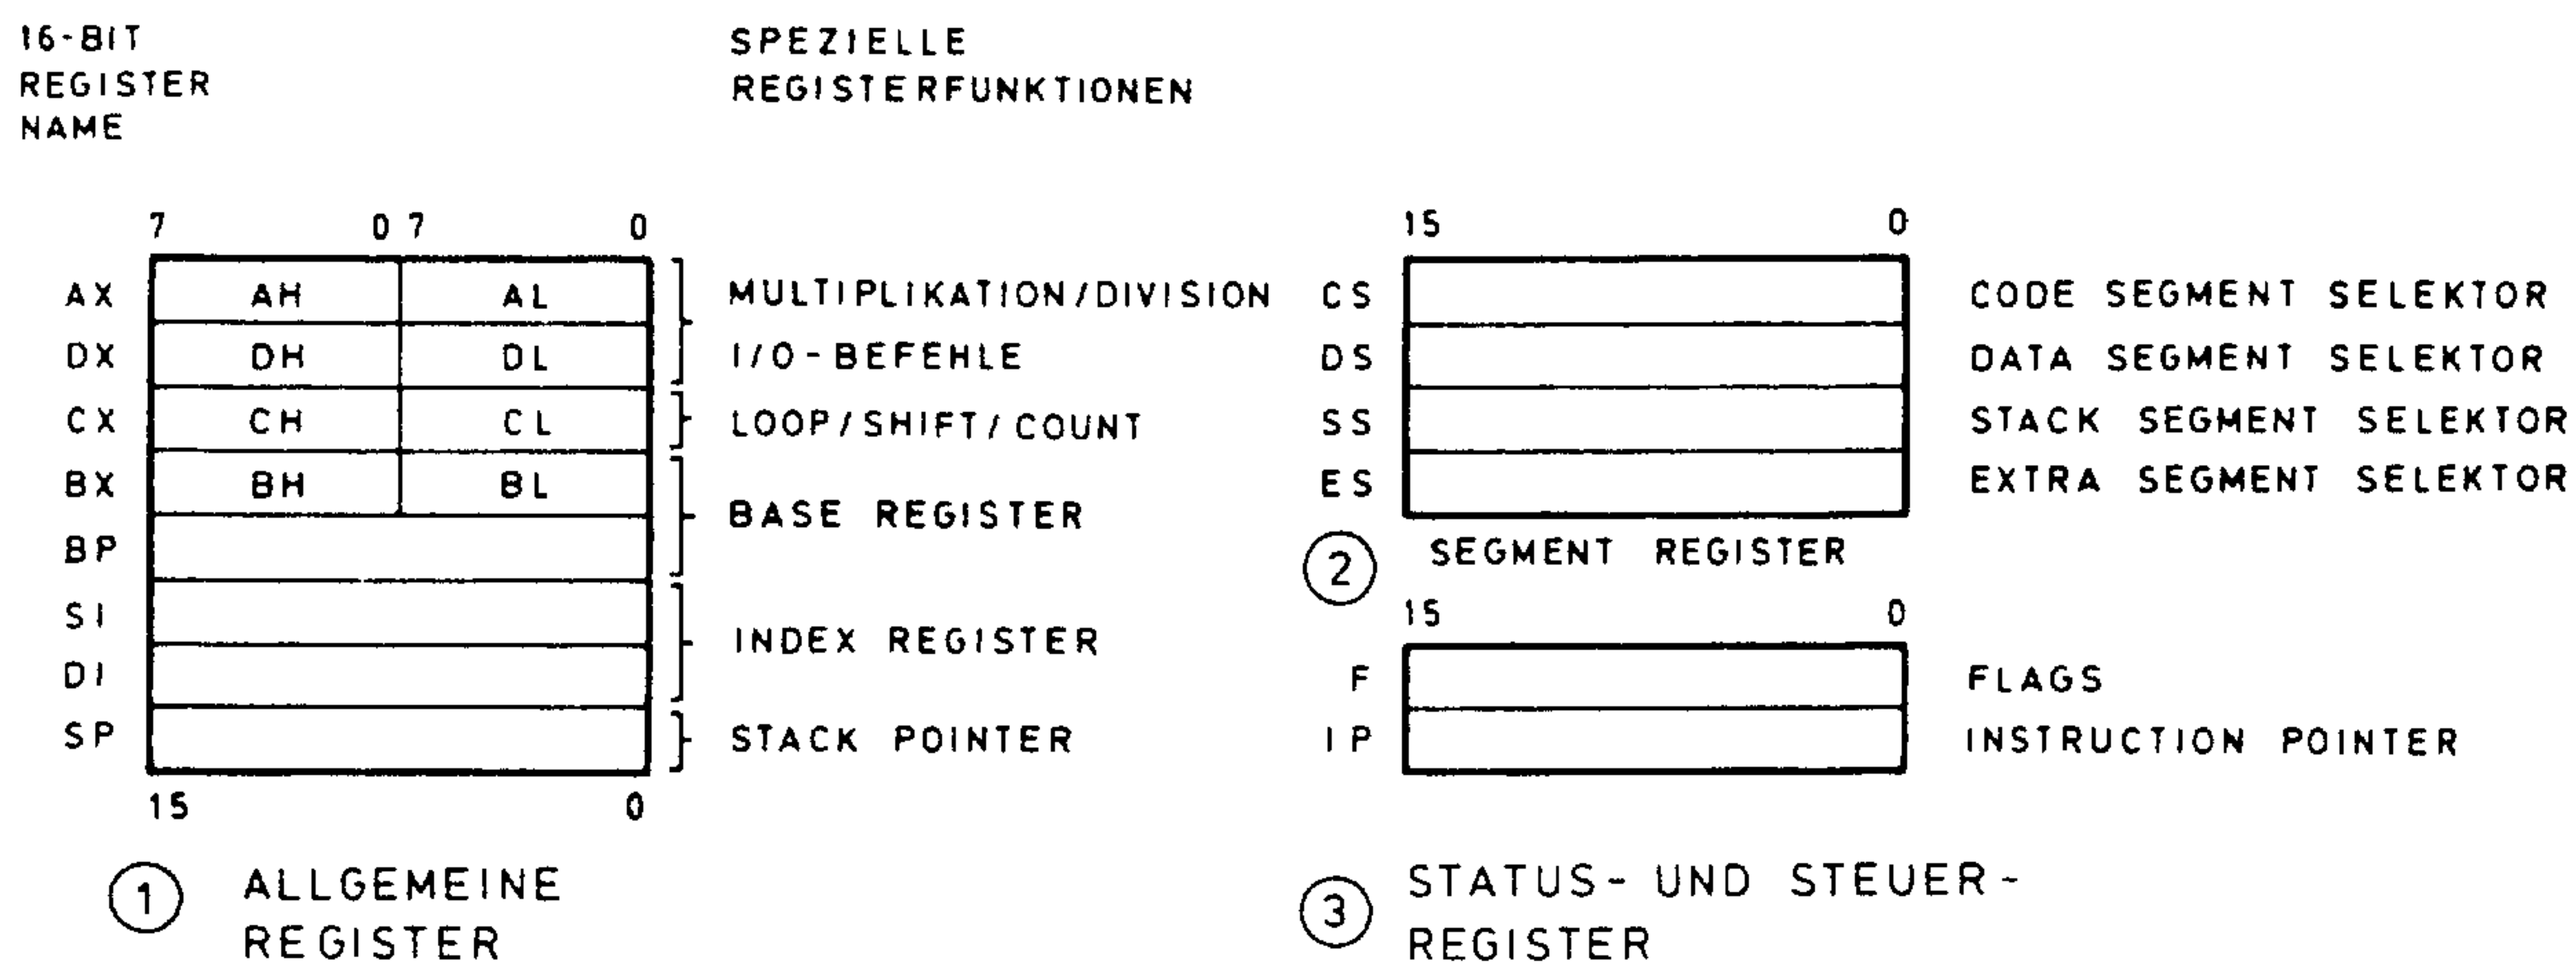 16-BIT
REGISTER
NAME
SPEZIELLE
REGISTERFUNKTIONEN
7 0 7 0
AX AH AL MULTIPLIKATION/DIVISION
DX DH DL I/O-BEFEHLE
CX CH CL LOOP/SHIFT/COUNT
BX BH BL
BASE REGISTER
BP
SI
INDEX REGISTER
DI
SP STACK POINTER
15 0
1 ALLGEMEINE
REGISTER
15 0
CS CODE SEGMENT SELEKTOR
DS DATA SEGMENT SELEKTOR
SS STACK SEGMENT SELEKTOR
ES EXTRA SEGMENT SELEKTOR
2 SEGMENT REGISTER
15 0
F FLAGS
IP INSTRUCTION POINTER
3 STATUS- UND STEUER-
REGISTER